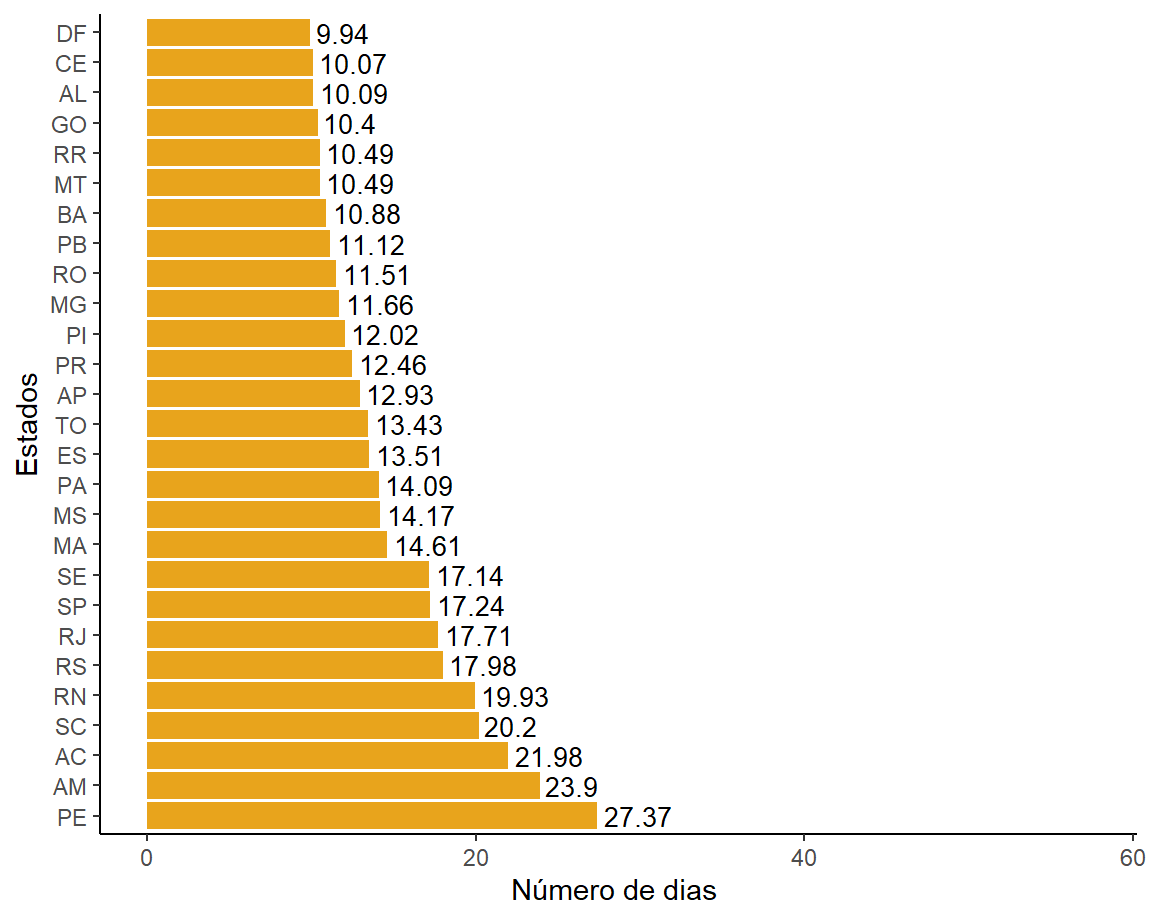 DF 9.94
CE 10.07
AL 10.09
GO 10.4
RR 10.49
MT 10.49
BA 10.88
PB 11.12
RO 11.51
MG 11.66
PI 12.02
PR 12.46
AP 12.93
TO 13.43
ES 13.51
PA 14.09
MS 14.17
MA 14.61
SE 17.14
SP 17.24
RJ 17.71
RS 17.98
RN 19.93
SC 20.2
AC 21.98
AM 23.9
PE 27.37
Estados
0 20 40 60
Número de dias